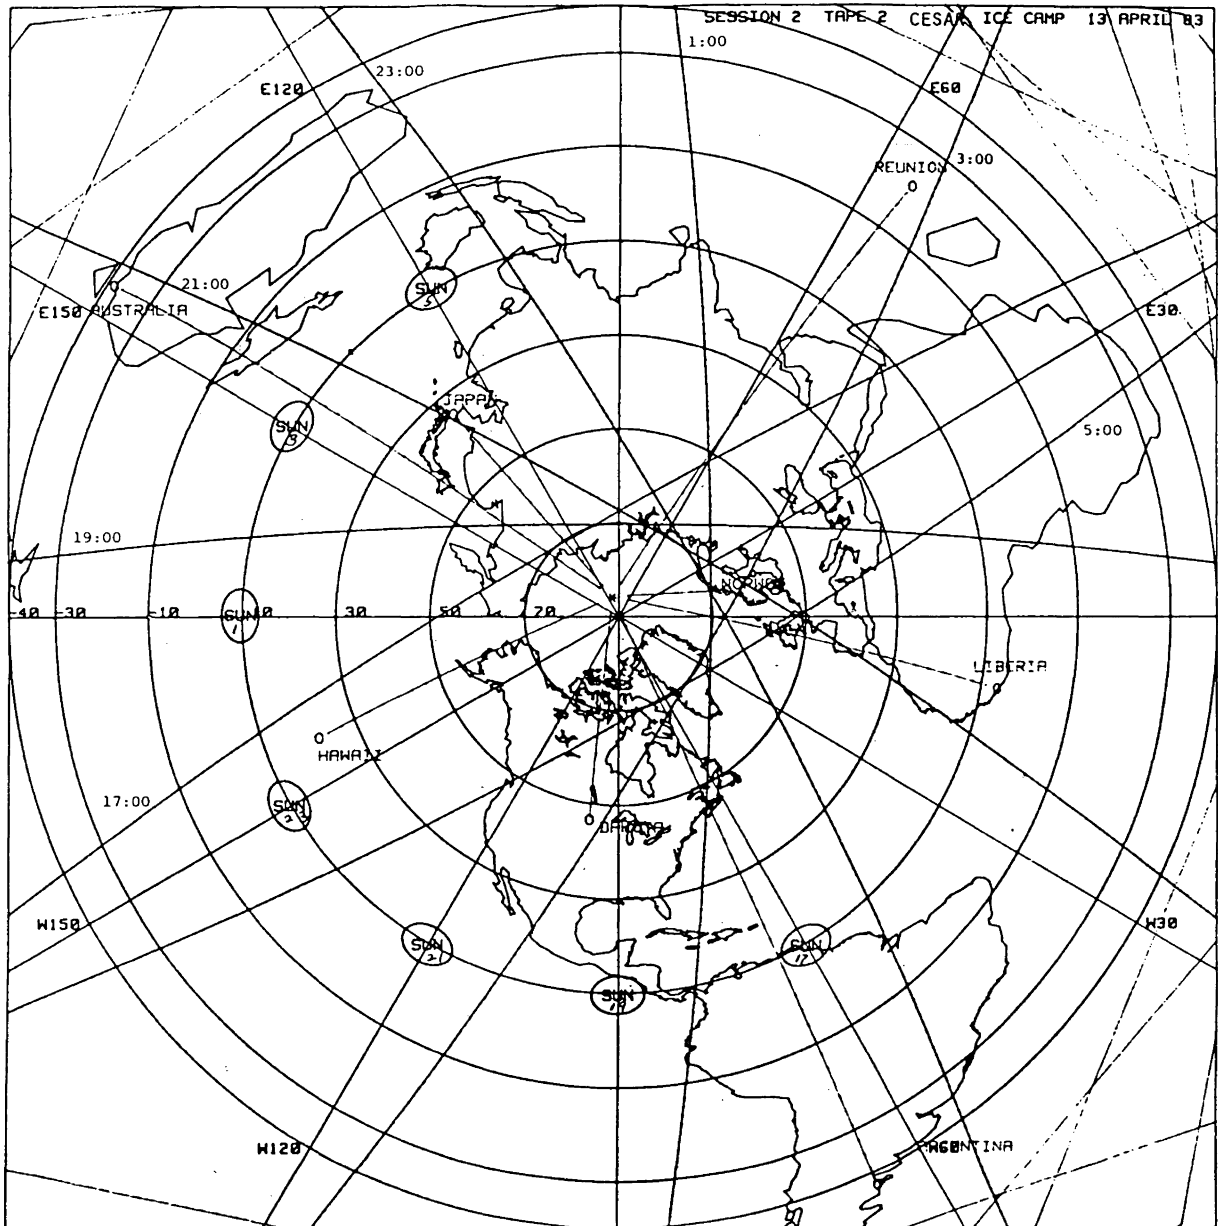 SESSION 2 TAPE 2 CESAR ICE CAMP 13 APRIL 83
1:00
23:00
E120
E60
REUNION
3:00
SUN
5
21:00
E150
AUSTRALIA
E30
JAPAN
SUN
3
5:00
19:00
NORWAY
-40 -30 -10 10 30 50 70
SUN
1
LIBERIA
HAWAII
17:00
SUN
23
DAKOTA
W150
W30
SUN
21
SUN
17
SUN
19
W120
W60
ARGENTINA